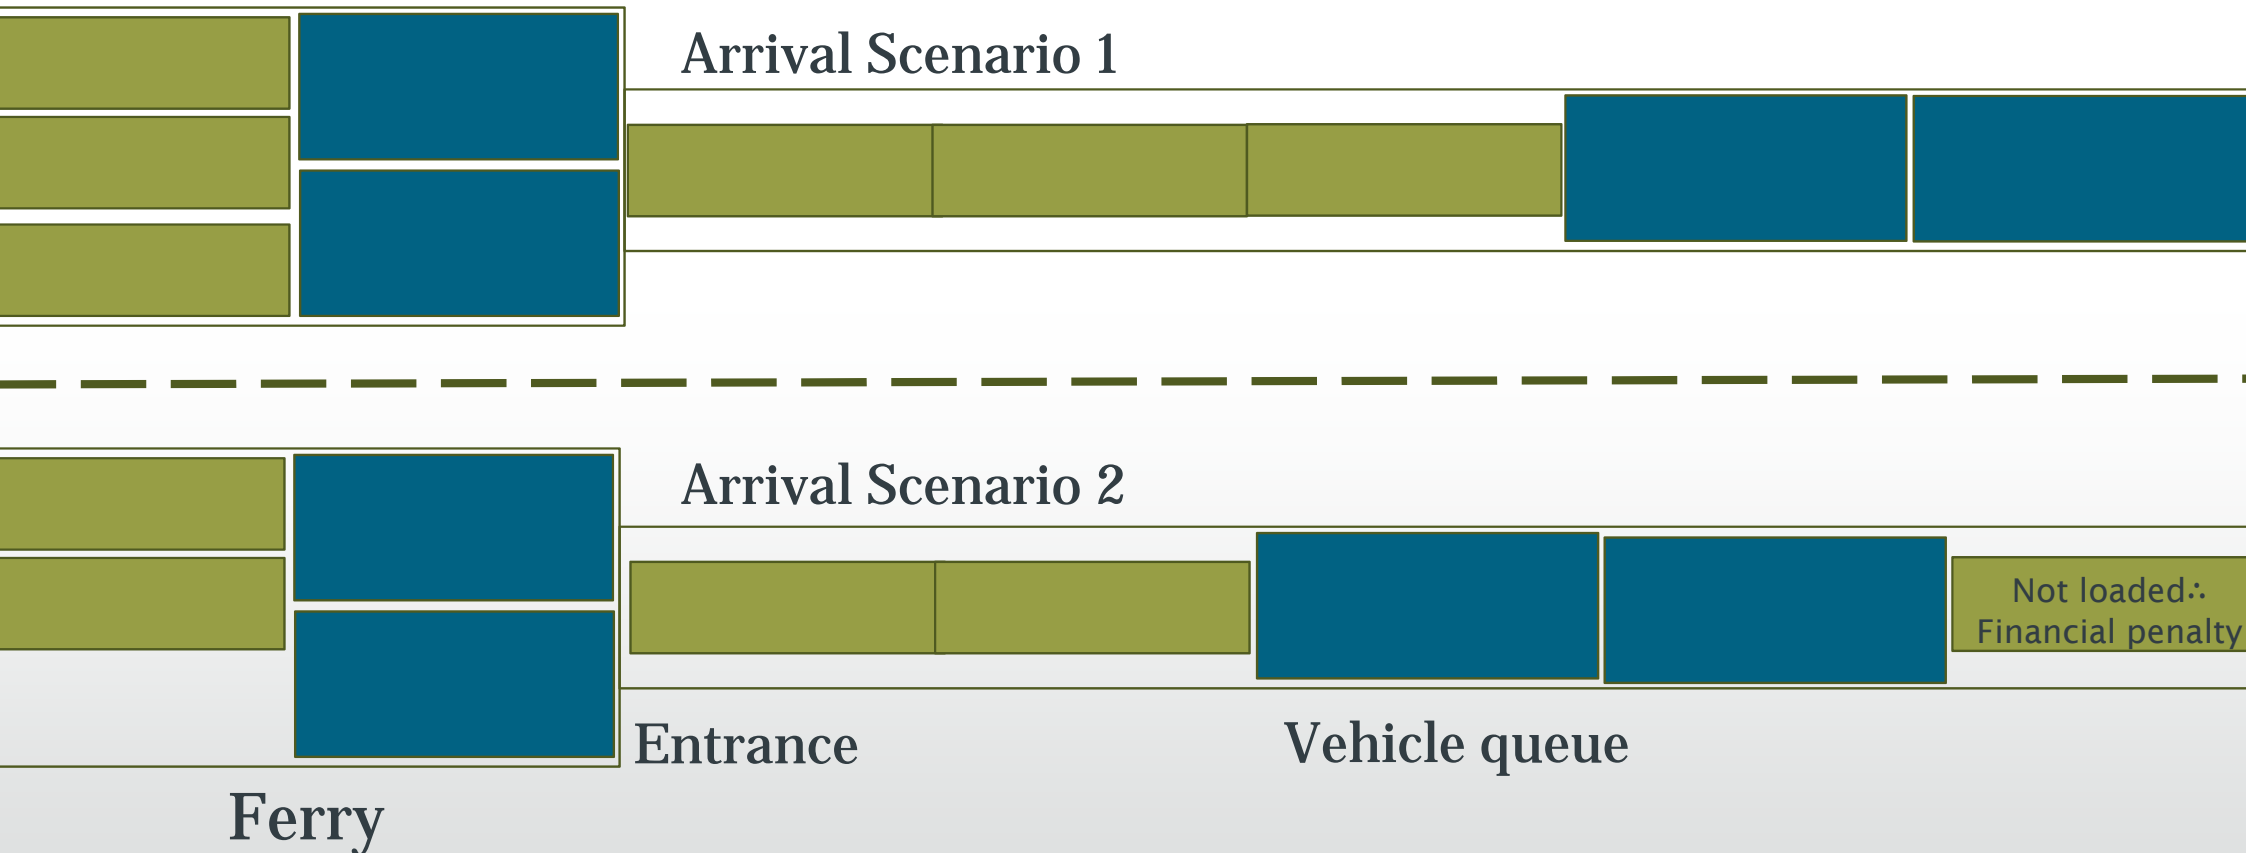 Arrival Scenario 1
Arrival Scenario 2
Not loaded∴
Financial penalty
Entrance
Vehicle queue
Ferry